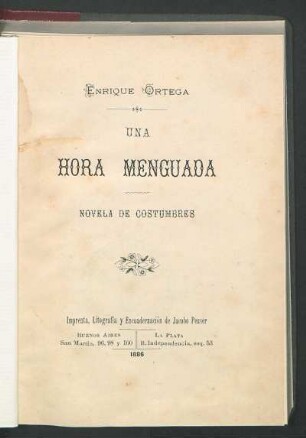 Enrique Ortega
UNA
HORA MENGUADA
NOVELA DE COSTUMBRES
Imprenta, Litografía y Encuadernación de Jacobo Peuser
Buenos Aires
San Martín, 96, 98 y 100
La Plata
B. Independencia, esq. 53
1886